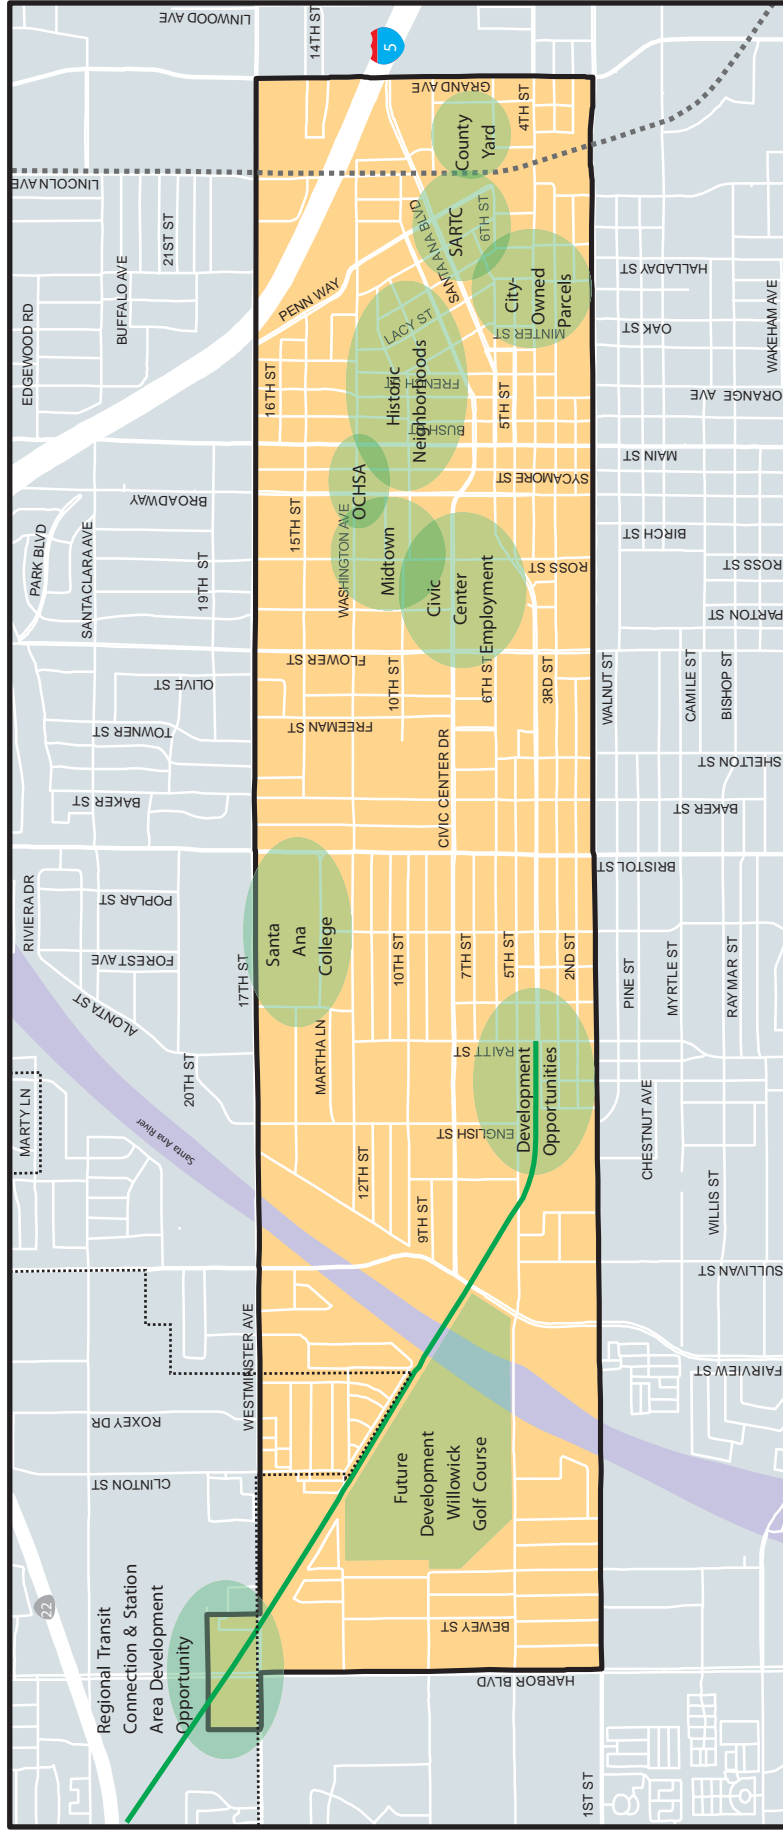 LINWOOD AVE
14TH ST
5
GRAND AVE
4TH ST
County
Yard
LINCOLN AVE
21ST ST
BUFFALO AVE
EDGEWOOD RD
SANTA ANA BLVD
SARTC
6TH ST
PENN WAY
City-
Owned
Parcels
HALLADAY ST
OAK ST
WAKEHAM AVE
LACY ST
MINTER ST
16TH ST
Historic
Neighborhoods
FRENCH ST
BUSH ST
5TH ST
ORANGE AVE
MAIN ST
SYCAMORE ST
BROADWAY
OCHSA
15TH ST
WASHINGTON AVE
Midtown
PARK BLVD
SANTA CLARA AVE
19TH ST
BIRCH ST
ROSS ST
ROSS ST
PARTON ST
Civic
Center
Employment
FLOWER ST
10TH ST
6TH ST
3RD ST
WALNUT ST
CAMILE ST
BISHOP ST
OLIVE ST
TOWNER ST
FREEMAN ST
SHELTON ST
BAKER ST
CIVIC CENTER DR
BAKER ST
BRISTOL ST
RIVIERA DR
POPLAR ST
FOREST AVE
ALONTA ST
17TH ST
Santa
Ana
College
10TH ST
7TH ST
5TH ST
2ND ST
PINE ST
MYRTLE ST
RAYMAR ST
MARTHA LN
RAITT ST
Development
Opportunities
20TH ST
MARTY LN
Santa Ana River
ENGLISH ST
CHESTNUT AVE
12TH ST
9TH ST
WILLIS ST
SULLIVAN ST
WESTMINSTER AVE
FAIRVIEW ST
ROXEY DR
CLINTON ST
Future
Development
Willowick
Golf Course
22
Regional Transit
Connection & Station
Area Development
Opportunity
BEWEY ST
HARBOR BLVD
1ST ST